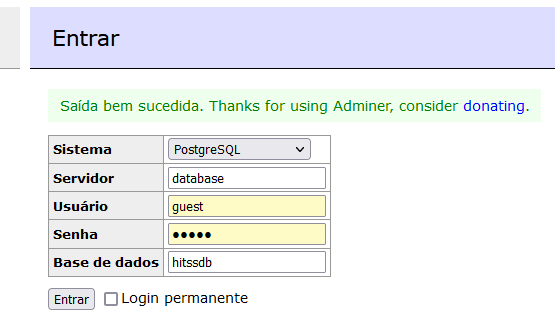 Entrar
Saída bem sucedida. Thanks for using Adminer, consider donating.
Sistema PostgreSQL
Servidor database
Usuário guest
Senha ●●●●●
Base de dados hitssdb
Entrar Login permanente